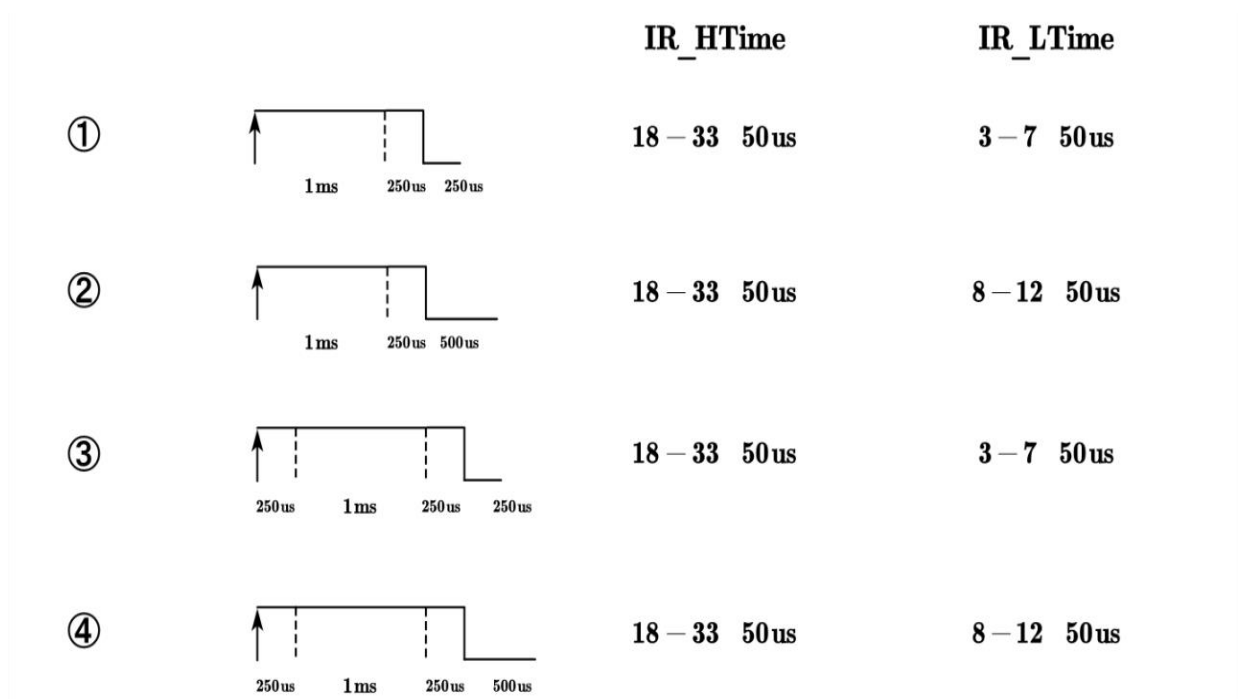 IR_HTime IR_LTime
① 18－33 50us 3－7 50us
1ms 250us 250us
② 18－33 50us 8－12 50us
1ms 250us 500us
③ 18－33 50us 3－7 50us
250us 1ms 250us 250us
④ 18－33 50us 8－12 50us
250us 1ms 250us 500us